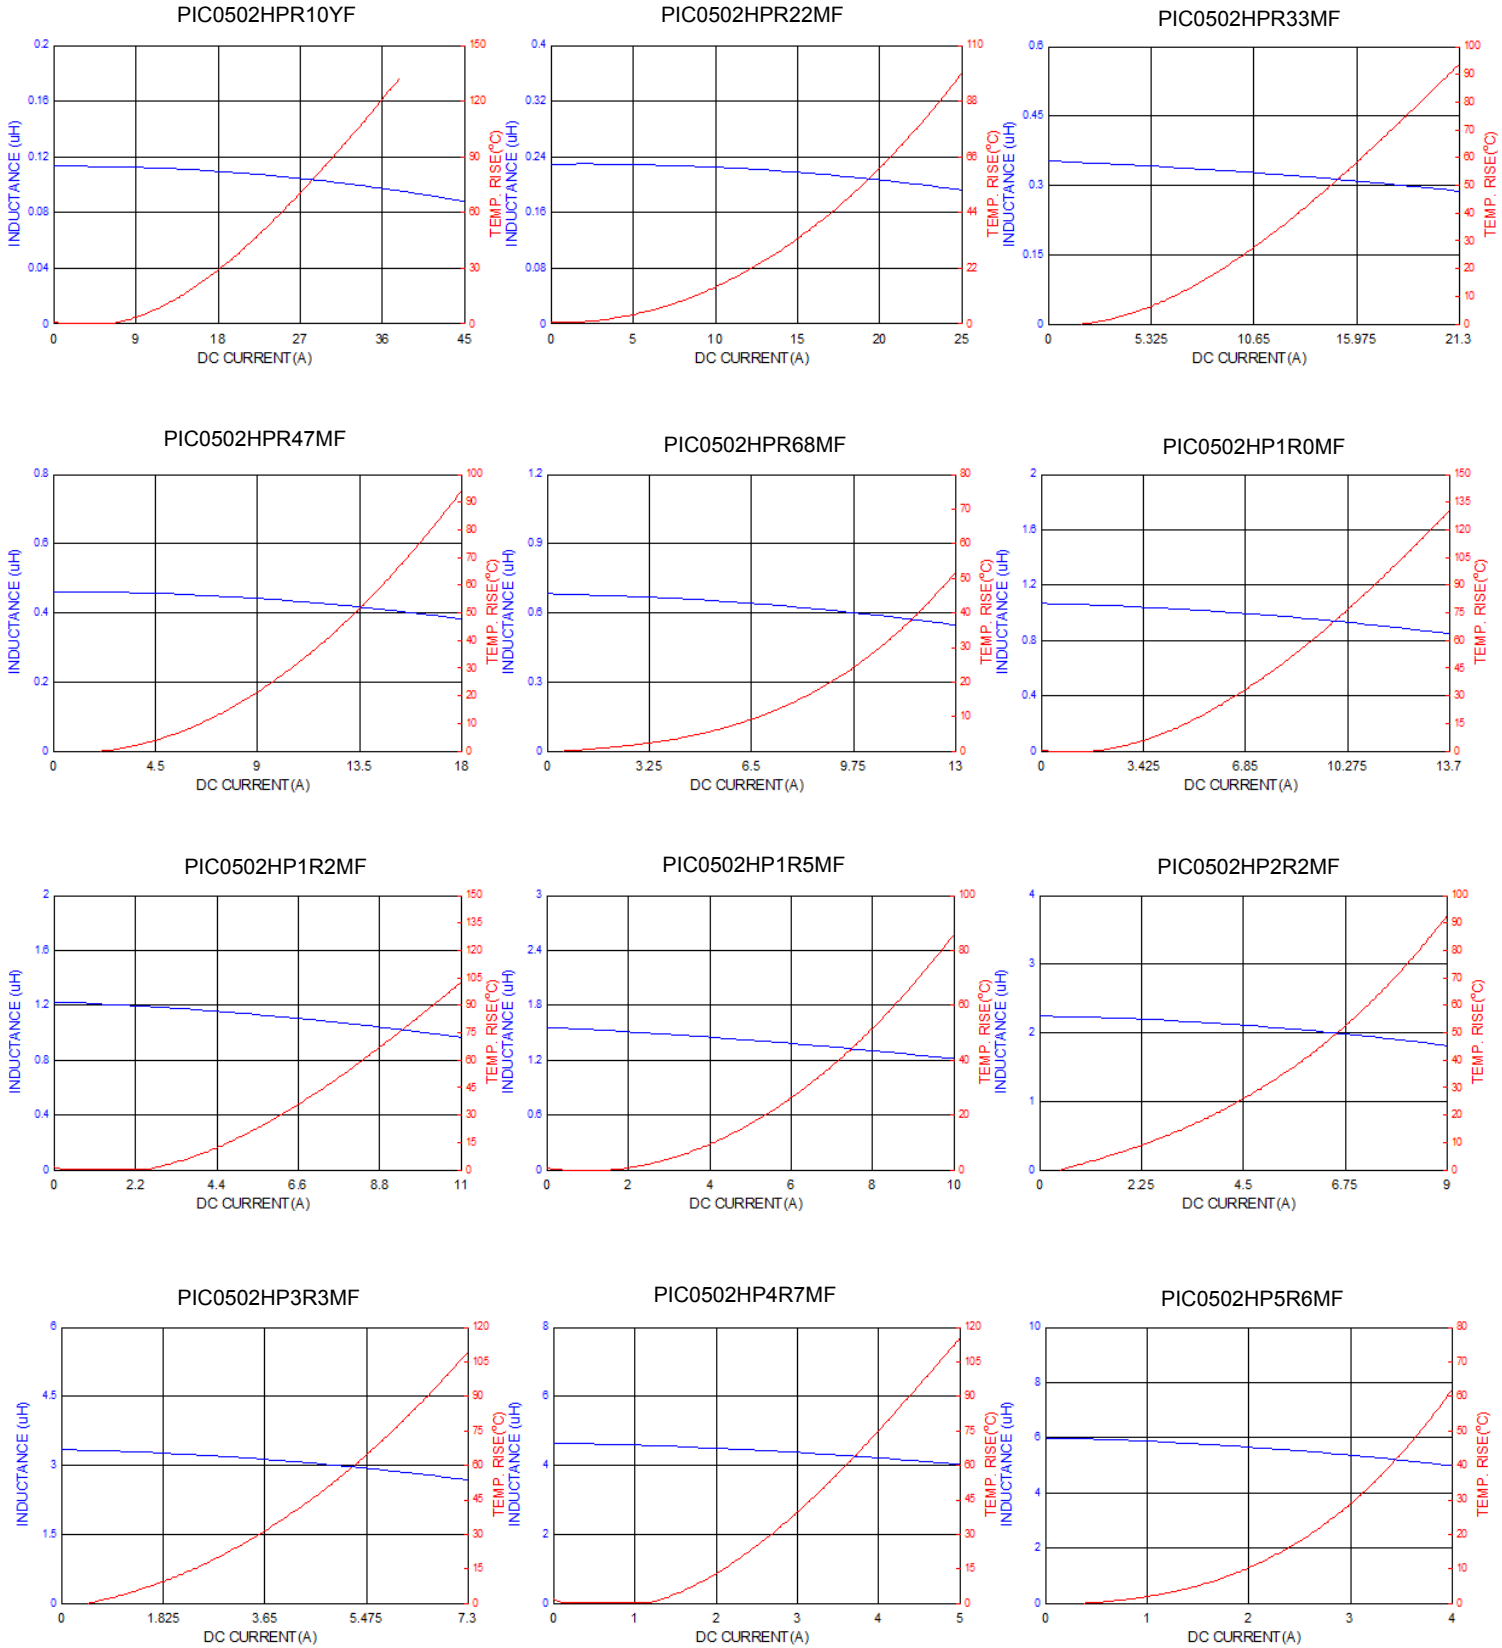 PIC0502HPR10YF
0.2
0.16
0.12
0.08
0.04
0
INDUCTANCE (uH)
150
120
90
60
30
0
TEMP. RISE(°C)
0 9 18 27 36 45
DC CURRENT(A)
PIC0502HPR22MF
0.4
0.32
0.24
0.16
0.08
0
INDUCTANCE (uH)
110
88
66
44
22
0
TEMP. RISE(°C)
0 5 10 15 20 25
DC CURRENT(A)
PIC0502HPR33MF
0.6
0.45
0.3
0.15
0
INDUCTANCE (uH)
100
90
80
70
60
50
40
30
20
10
0
TEMP. RISE(°C)
0 5.325 10.65 15.975 21.3
DC CURRENT(A)
PIC0502HPR47MF
0.8
0.6
0.4
0.2
0
INDUCTANCE (uH)
100
90
80
70
60
50
40
30
20
10
0
TEMP. RISE(°C)
0 4.5 9 13.5 18
DC CURRENT(A)
PIC0502HPR68MF
1.2
0.9
0.6
0.3
0
INDUCTANCE (uH)
80
70
60
50
40
30
20
10
0
TEMP. RISE(°C)
0 3.25 6.5 9.75 13
DC CURRENT(A)
PIC0502HP1R0MF
2
1.6
1.2
0.8
0.4
0
INDUCTANCE (uH)
150
135
120
105
90
75
60
45
30
15
0
TEMP. RISE(°C)
0 3.425 6.85 10.275 13.7
DC CURRENT(A)
PIC0502HP1R2MF
2
1.6
1.2
0.8
0.4
0
INDUCTANCE (uH)
150
135
120
105
90
75
60
45
30
15
0
TEMP. RISE(°C)
0 2.2 4.4 6.6 8.8 11
DC CURRENT(A)
PIC0502HP1R5MF
3
2.4
1.8
1.2
0.6
0
INDUCTANCE (uH)
100
80
60
40
20
0
TEMP. RISE(°C)
0 2 4 6 8 10
DC CURRENT(A)
PIC0502HP2R2MF
4
3
2
1
0
INDUCTANCE (uH)
100
90
80
70
60
50
40
30
20
10
0
TEMP. RISE(°C)
0 2.25 4.5 6.75 9
DC CURRENT(A)
PIC0502HP3R3MF
6
4.5
3
1.5
0
INDUCTANCE (uH)
120
105
90
75
60
45
30
15
0
TEMP. RISE(°C)
0 1.825 3.65 5.475 7.3
DC CURRENT(A)
PIC0502HP4R7MF
8
6
4
2
0
INDUCTANCE (uH)
120
105
90
75
60
45
30
15
0
TEMP. RISE(°C)
0 1 2 3 4 5
DC CURRENT(A)
PIC0502HP5R6MF
10
8
6
4
2
0
INDUCTANCE (uH)
80
70
60
50
40
30
20
10
0
TEMP. RISE(°C)
0 1 2 3 4
DC CURRENT(A)